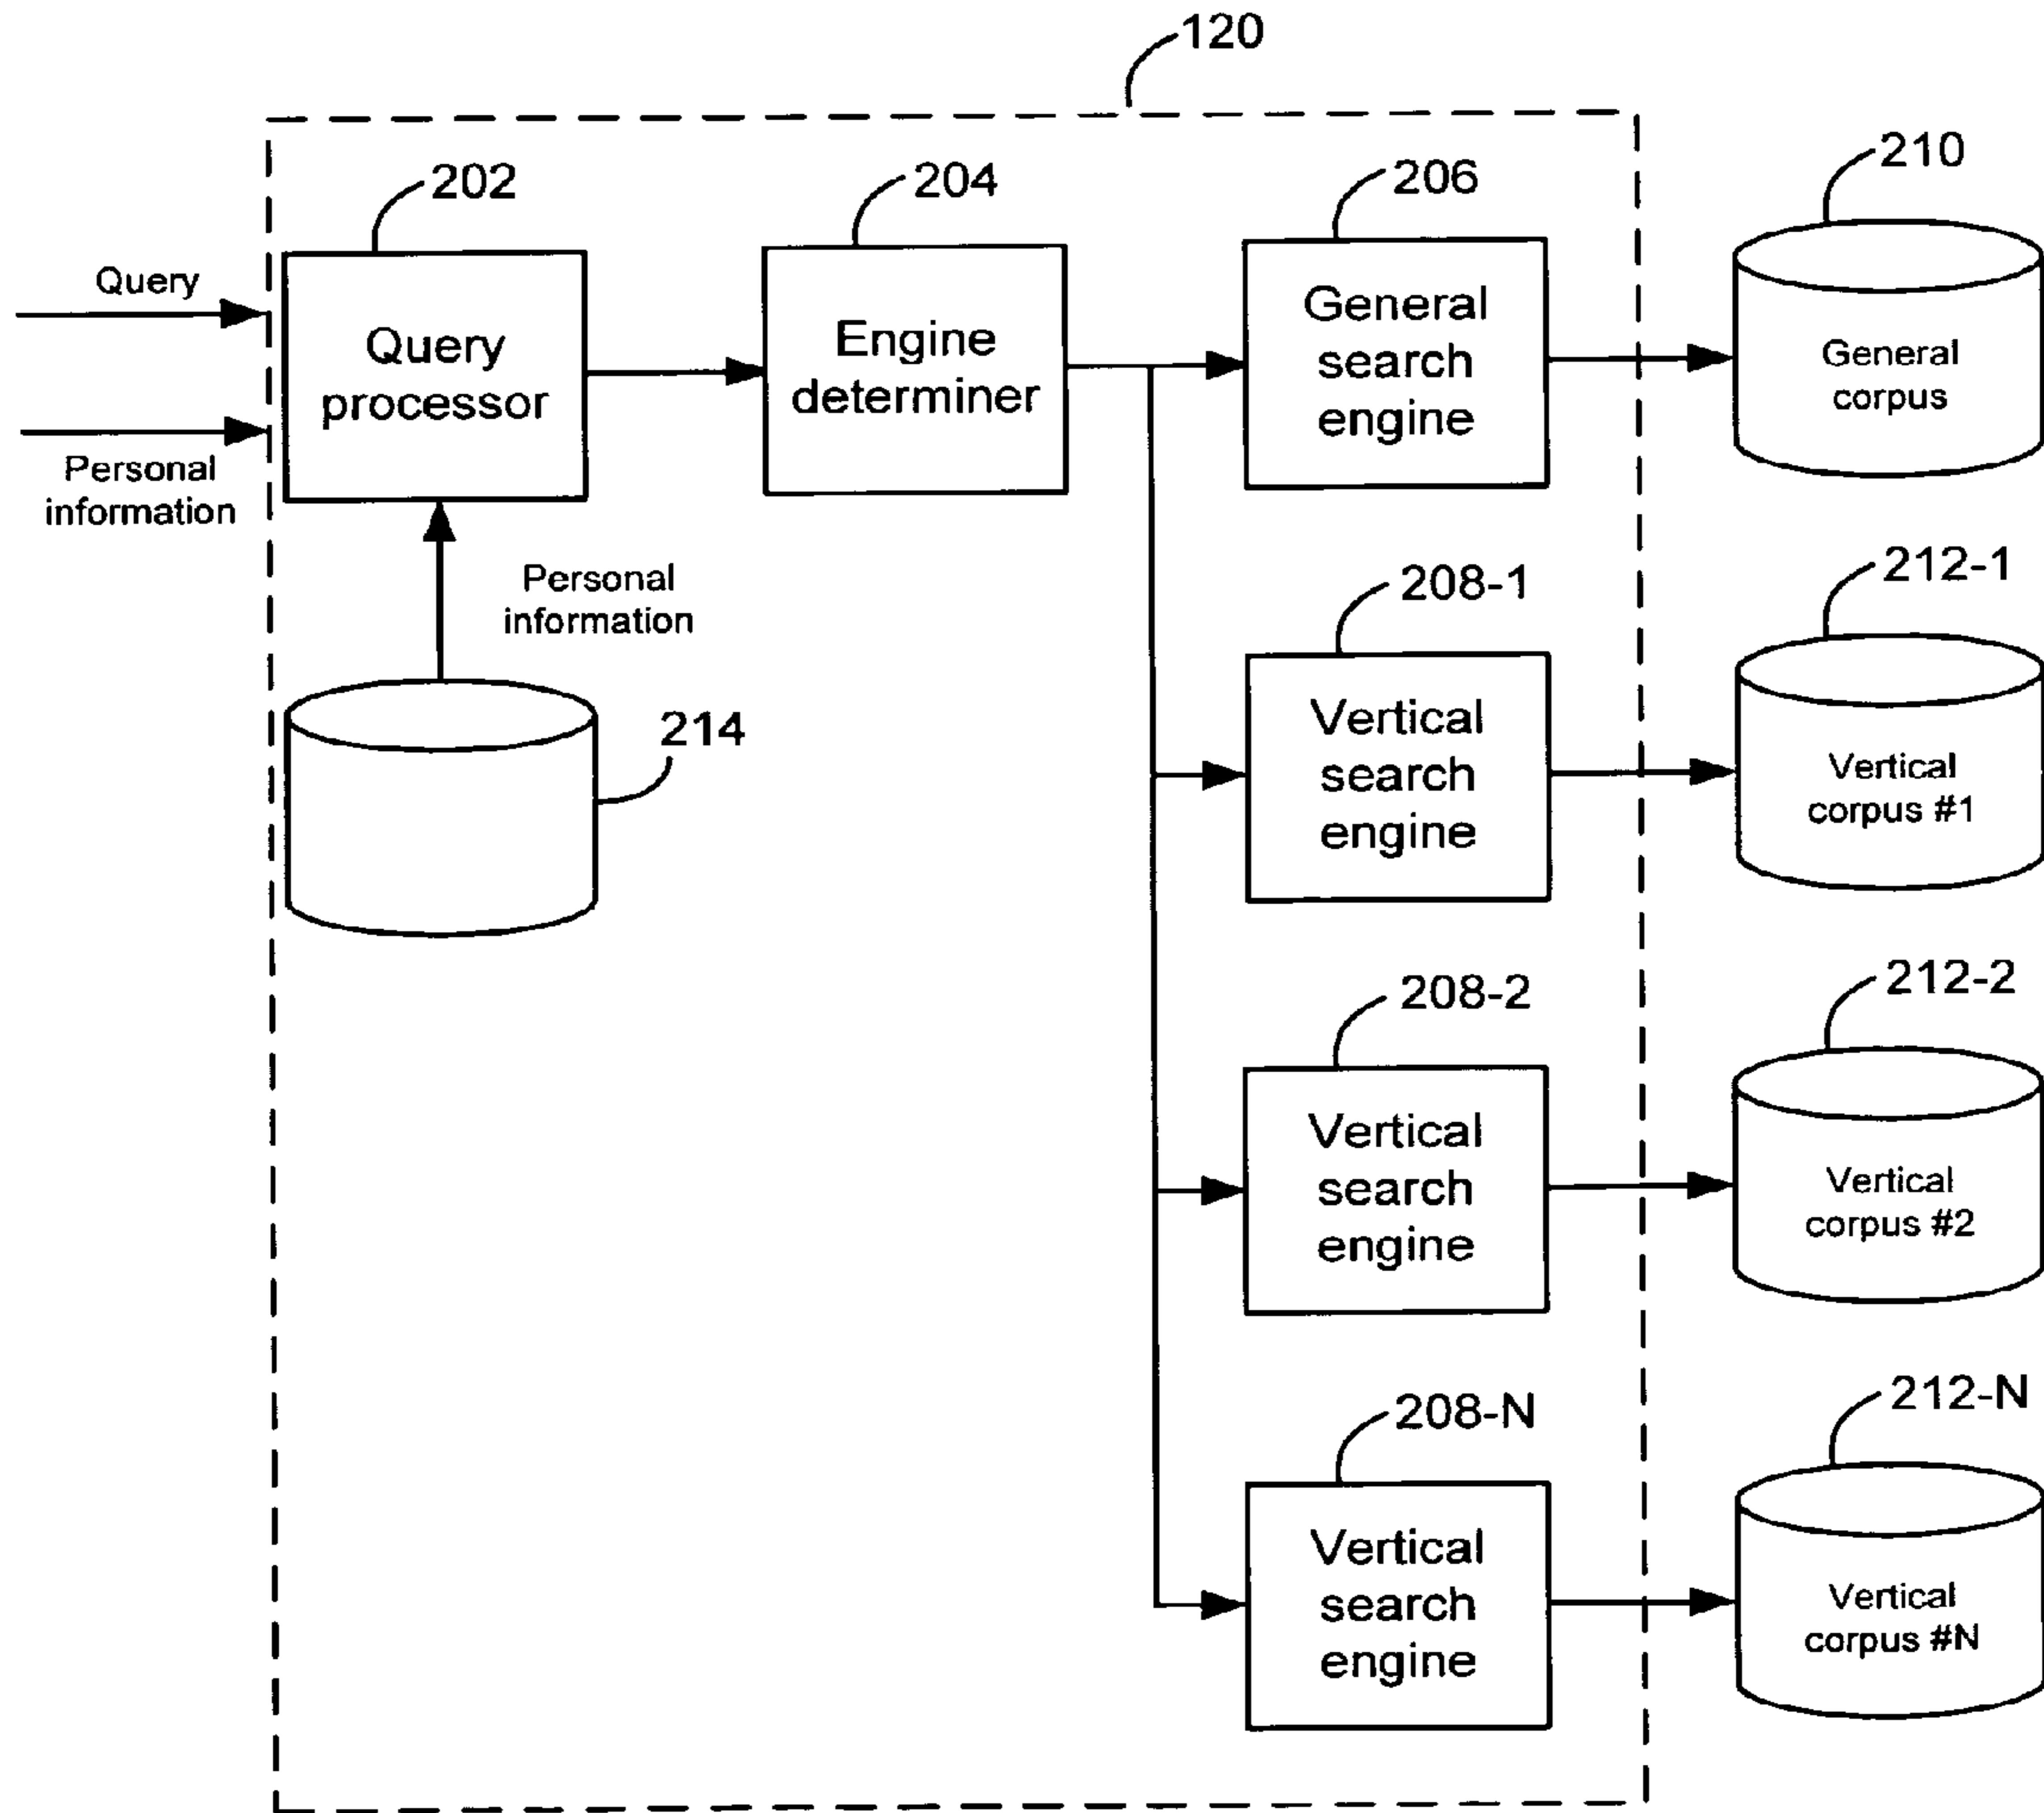 120
202
204
206
210
Query
Query
processor
Engine
determiner
General
search
engine
General
corpus
Personal
information
Personal
information
208-1
212-1
214
Vertical
search
engine
Vertical
corpus #1
208-2
212-2
Vertical
search
engine
Vertical
corpus #2
208-N
212-N
Vertical
search
engine
Vertical
corpus #N